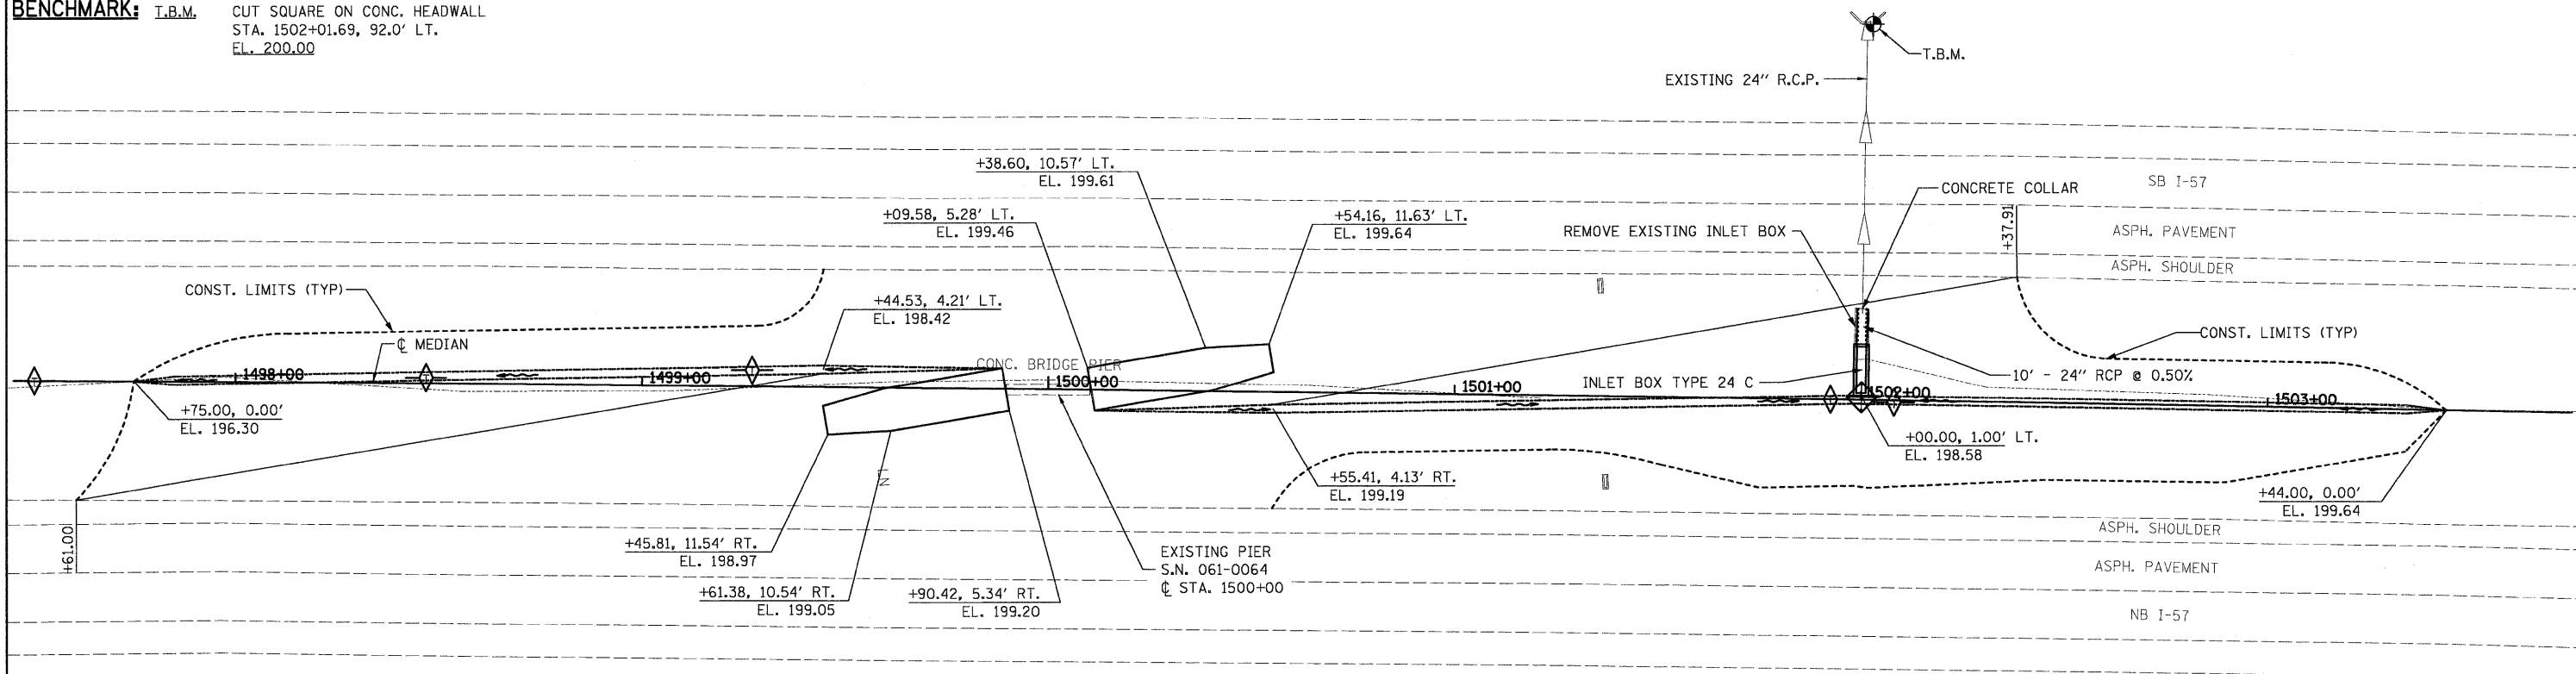 BENCHMARK: T.B.M. CUT SQUARE ON CONC. HEADWALL
STA. 1502+01.69, 92.0' LT.
EL. 200.00
T.B.M.
EXISTING 24" R.C.P.
+38.60, 10.57' LT.
EL. 199.61
CONCRETE COLLAR
SB I-57
+09.58, 5.28' LT.
EL. 199.46
+54.16, 11.63' LT.
EL. 199.64
REMOVE EXISTING INLET BOX
+37.91
ASPH. PAVEMENT
ASPH. SHOULDER
CONST. LIMITS (TYP)
+44.53, 4.21' LT.
EL. 198.42
℄ MEDIAN
CONST. LIMITS (TYP)
CONC. BRIDGE PIER
1498+00
1499+00
1500+00
1501+00
INLET BOX TYPE 24 C
10' - 24" RCP @ 0.50%
1502+00
1503+00
+75.00, 0.00'
EL. 196.30
+00.00, 1.00' LT.
EL. 198.58
+55.41, 4.13' RT.
EL. 199.19
+44.00, 0.00'
EL. 199.64
+61.00
ASPH. SHOULDER
+45.81, 11.54' RT.
EL. 198.97
EXISTING PIER
S.N. 061-0064
℄ STA. 1500+00
ASPH. PAVEMENT
+61.38, 10.54' RT.
EL. 199.05
+90.42, 5.34' RT.
EL. 199.20
NB I-57